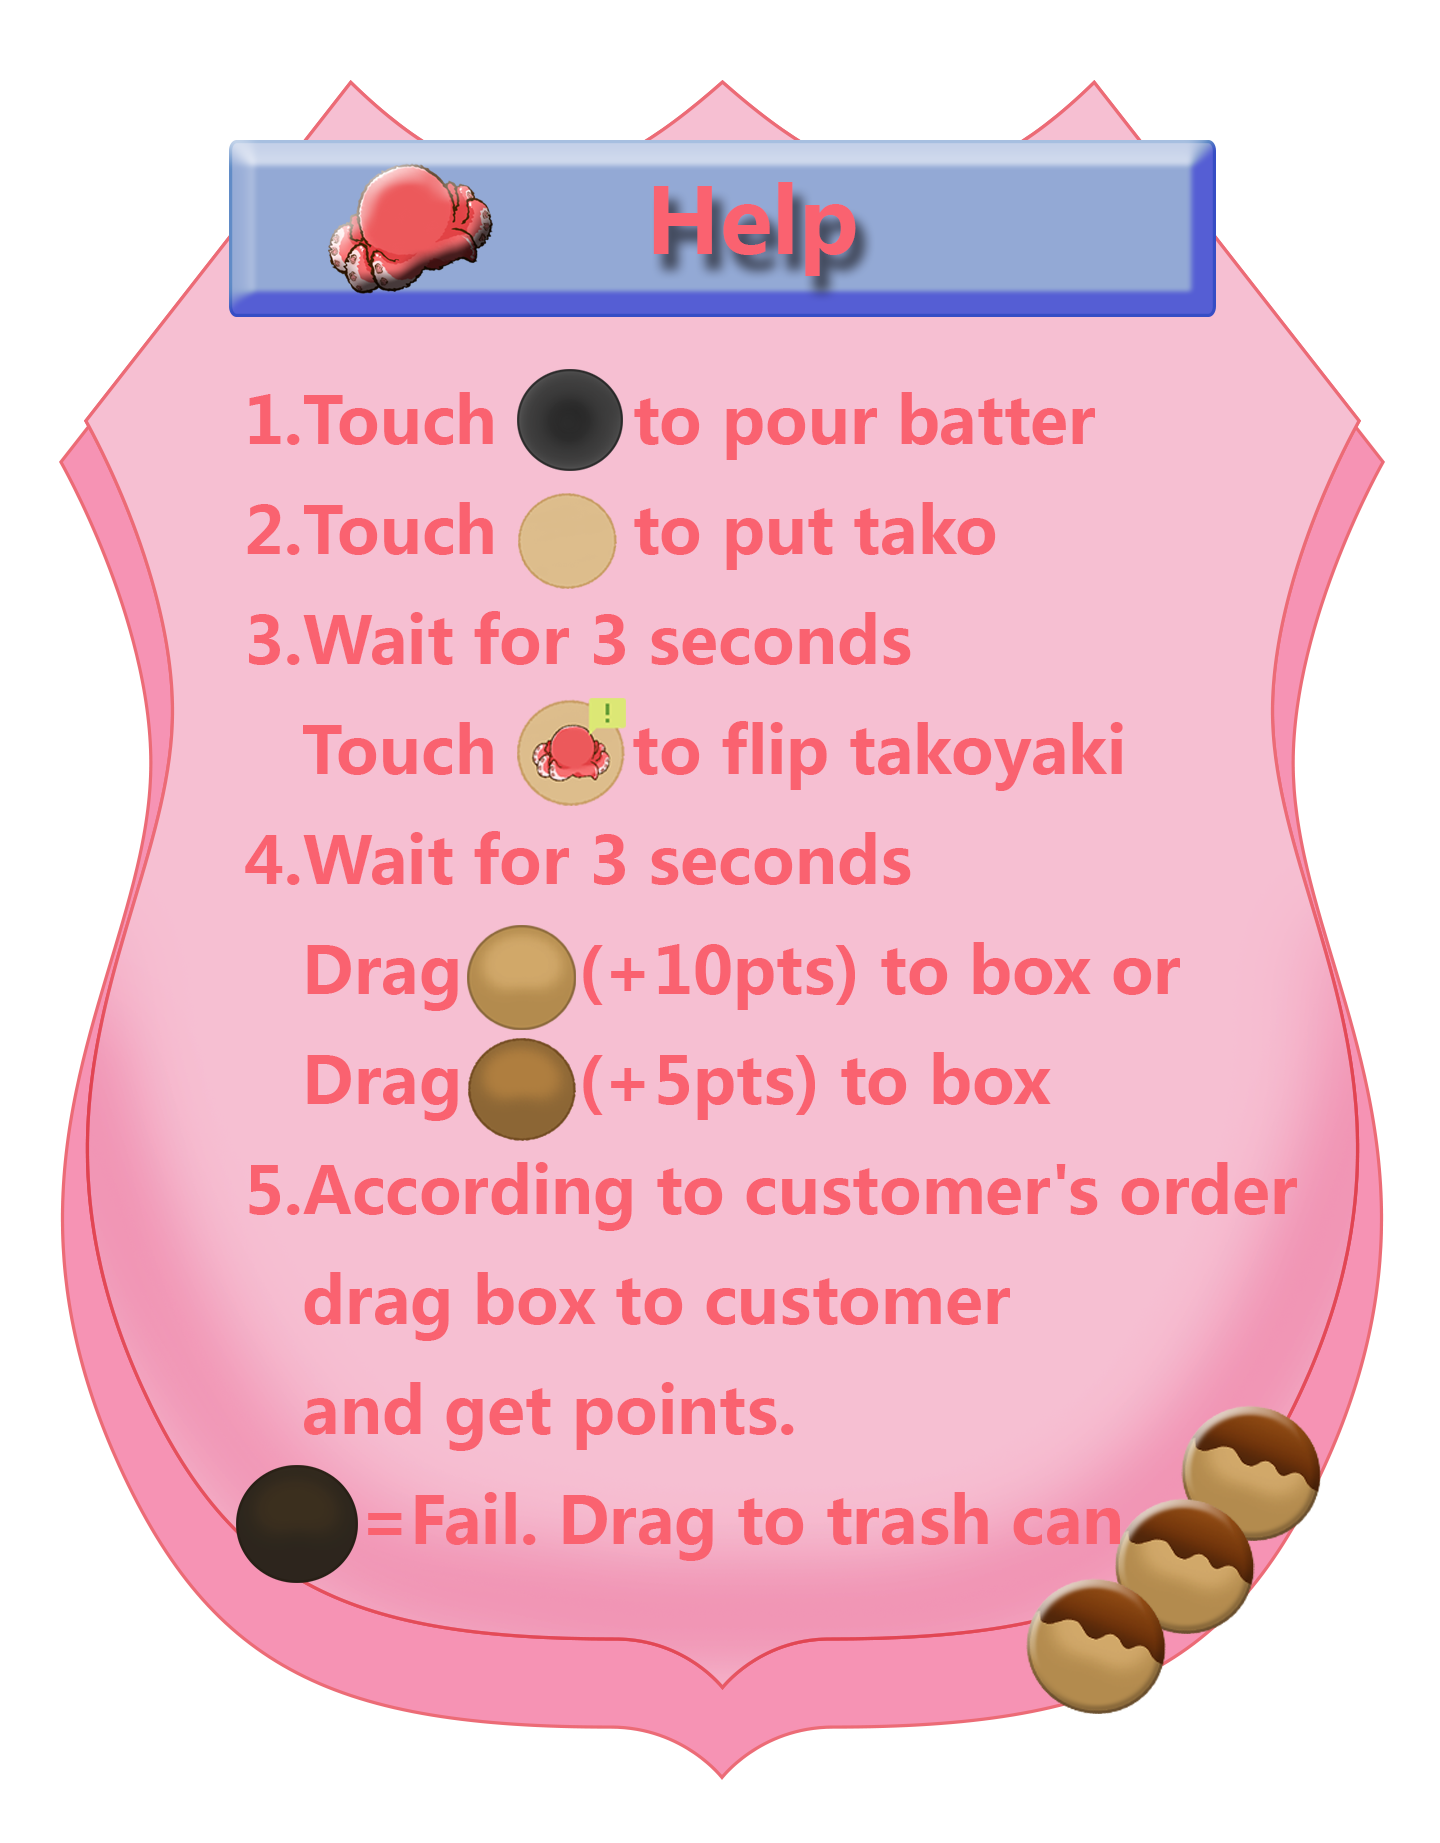 Help
1.Touch to pour batter
2.Touch to put tako
3.Wait for 3 seconds
!
Touch to flip takoyaki
4.Wait for 3 seconds
Drag (+10pts) to box or
Drag (+5pts) to box
5.According to customer's order
drag box to customer
and get points.
=Fail. Drag to trash can